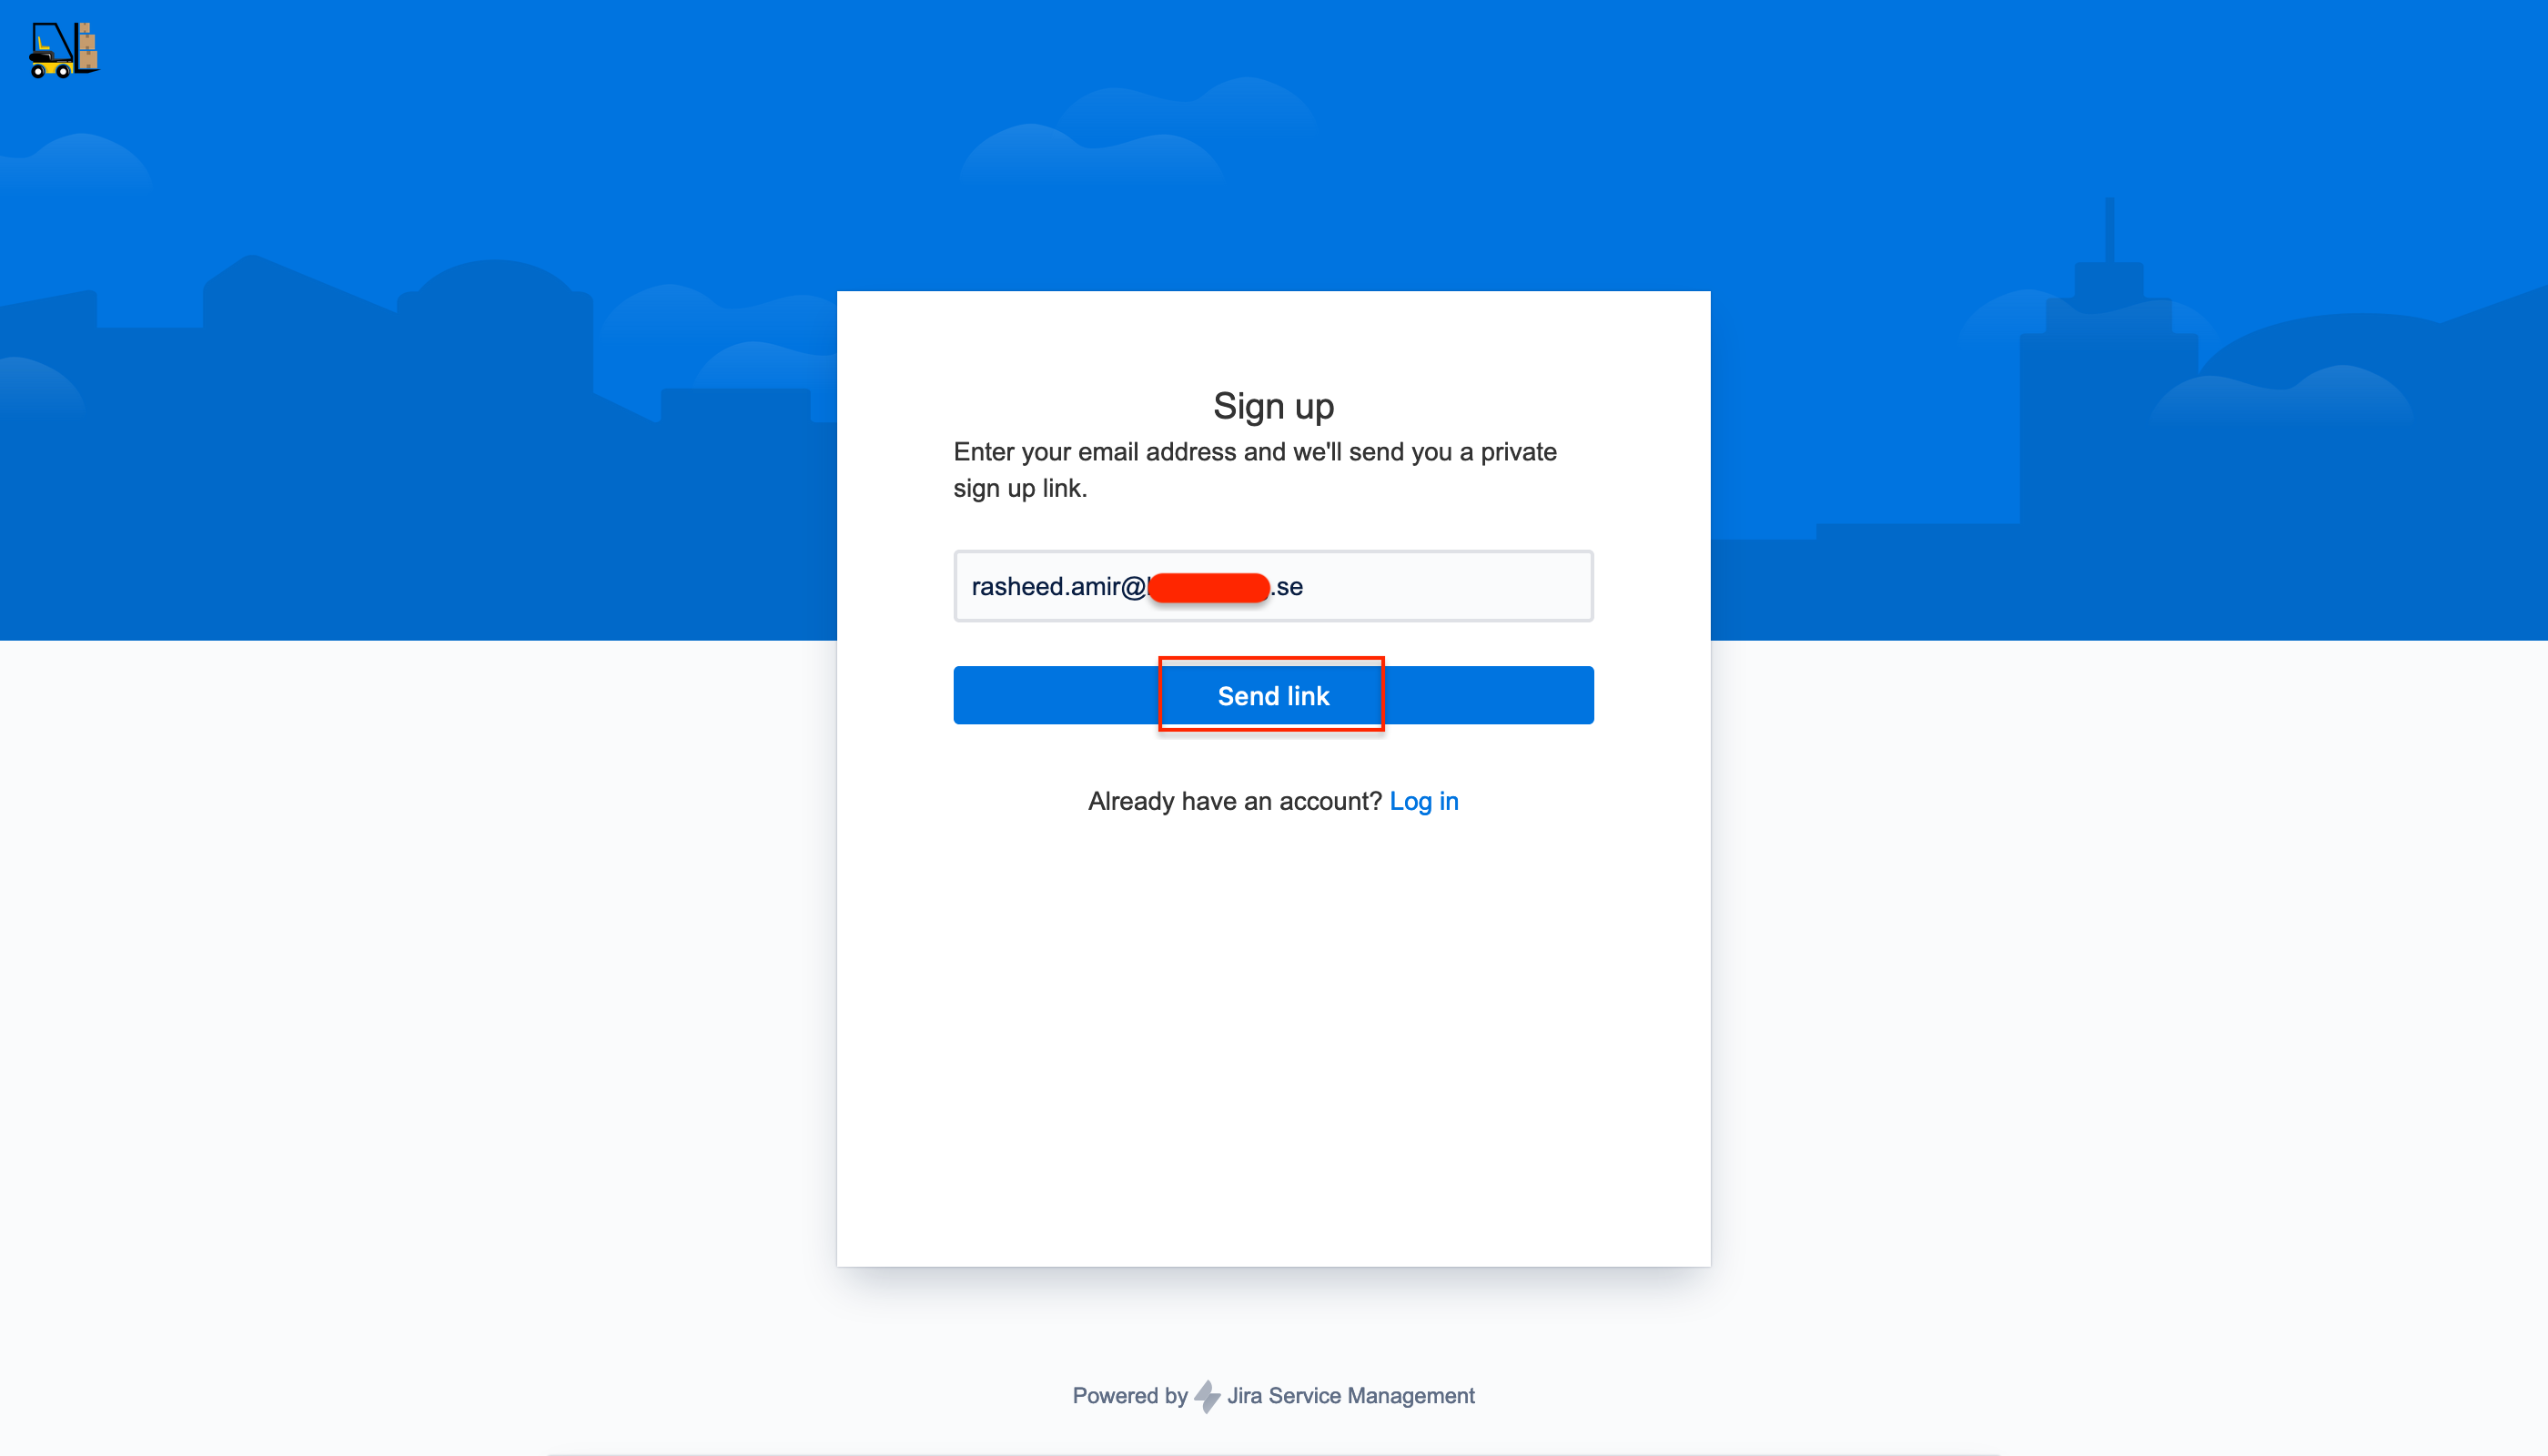 Sign up
Enter your email address and we'll send you a private
sign up link.
rasheed.amir@ .se
Send link
Already have an account? Log in
Powered by Jira Service Management